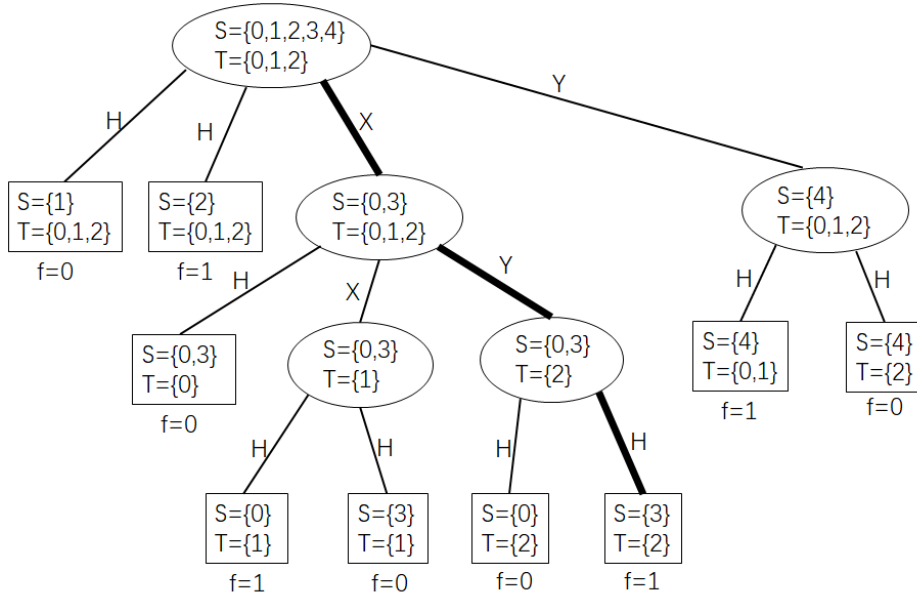 S={0,1,2,3,4}
T={0,1,2}
H
H
X
Y
S={1}
T={0,1,2}
f=0
S={2}
T={0,1,2}
f=1
S={0,3}
T={0,1,2}
S={4}
T={0,1,2}
H
X
Y
H
H
S={0,3}
T={0}
f=0
S={0,3}
T={1}
S={0,3}
T={2}
S={4}
T={0,1}
f=1
S={4}
T={2}
f=0
H
H
H
H
S={0}
T={1}
f=1
S={3}
T={1}
f=0
S={0}
T={2}
f=0
S={3}
T={2}
f=1